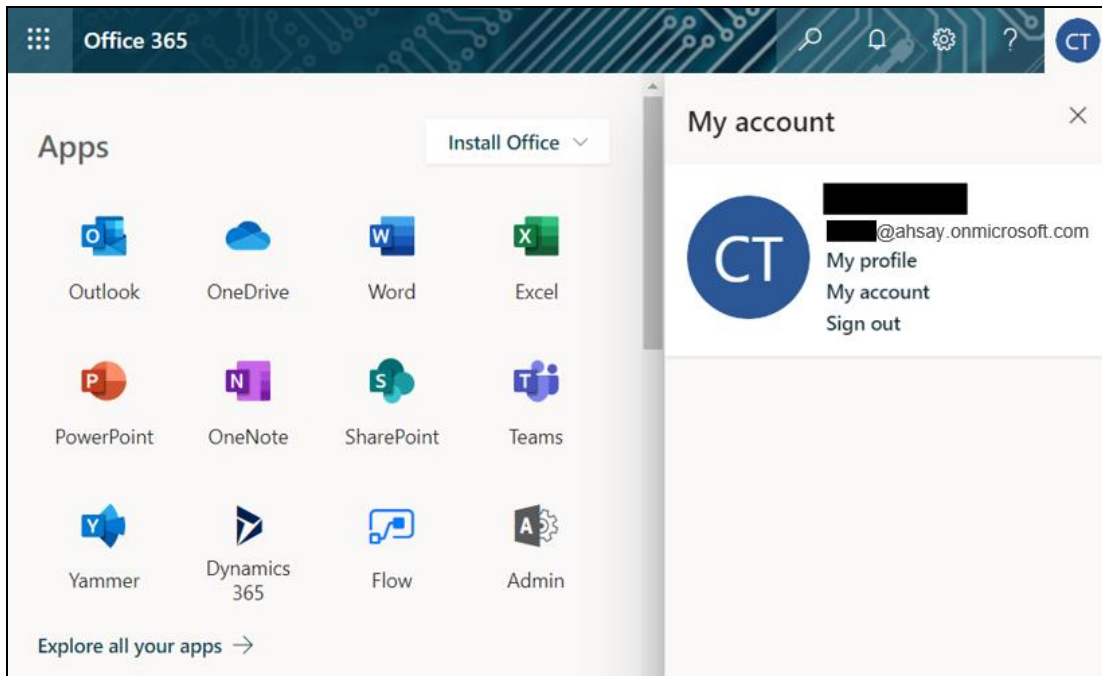 Office 365
?
CT
Apps
Install Office
My account
CT
@ahsay.onmicrosoft.com
My profile
My account
Sign out
O
W
X
Outlook
OneDrive
Word
Excel
P
N
S
T
PowerPoint
OneNote
SharePoint
Teams
Y
A
Yammer
Dynamics
365
Flow
Admin
Explore all your apps →